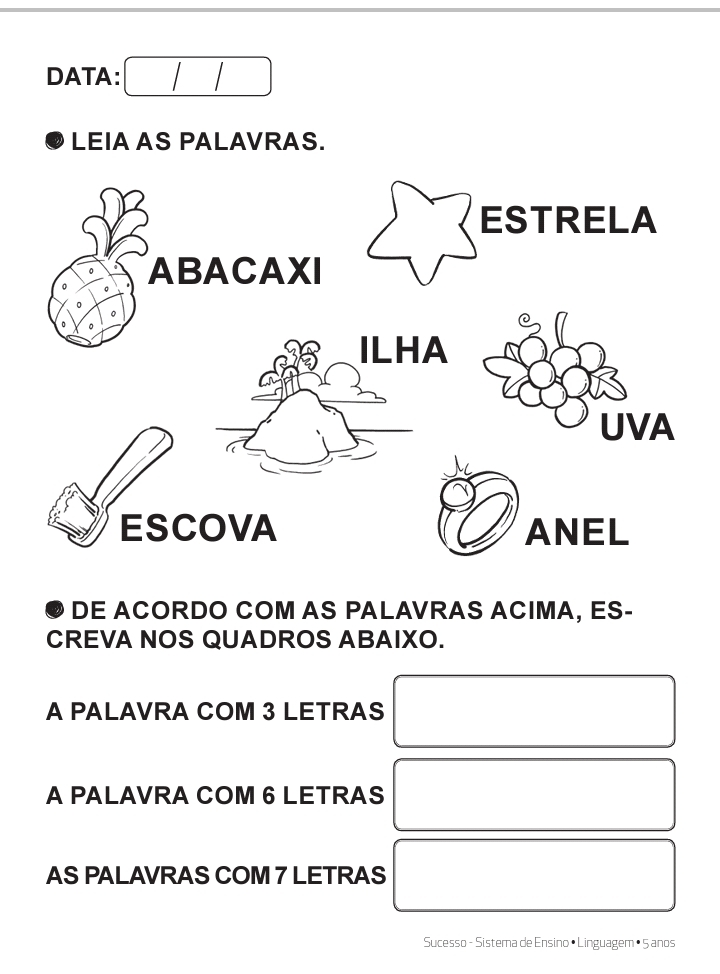 DATA: / /
LEIA AS PALAVRAS.
ESTRELA
ABACAXI
ILHA
UVA
ESCOVA
ANEL
DE ACORDO COM AS PALAVRAS ACIMA, ES-
CREVA NOS QUADROS ABAIXO.
A PALAVRA COM 3 LETRAS
A PALAVRA COM 6 LETRAS
AS PALAVRAS COM 7 LETRAS
Sucesso - Sistema de Ensino • Linguagem • 5 anos